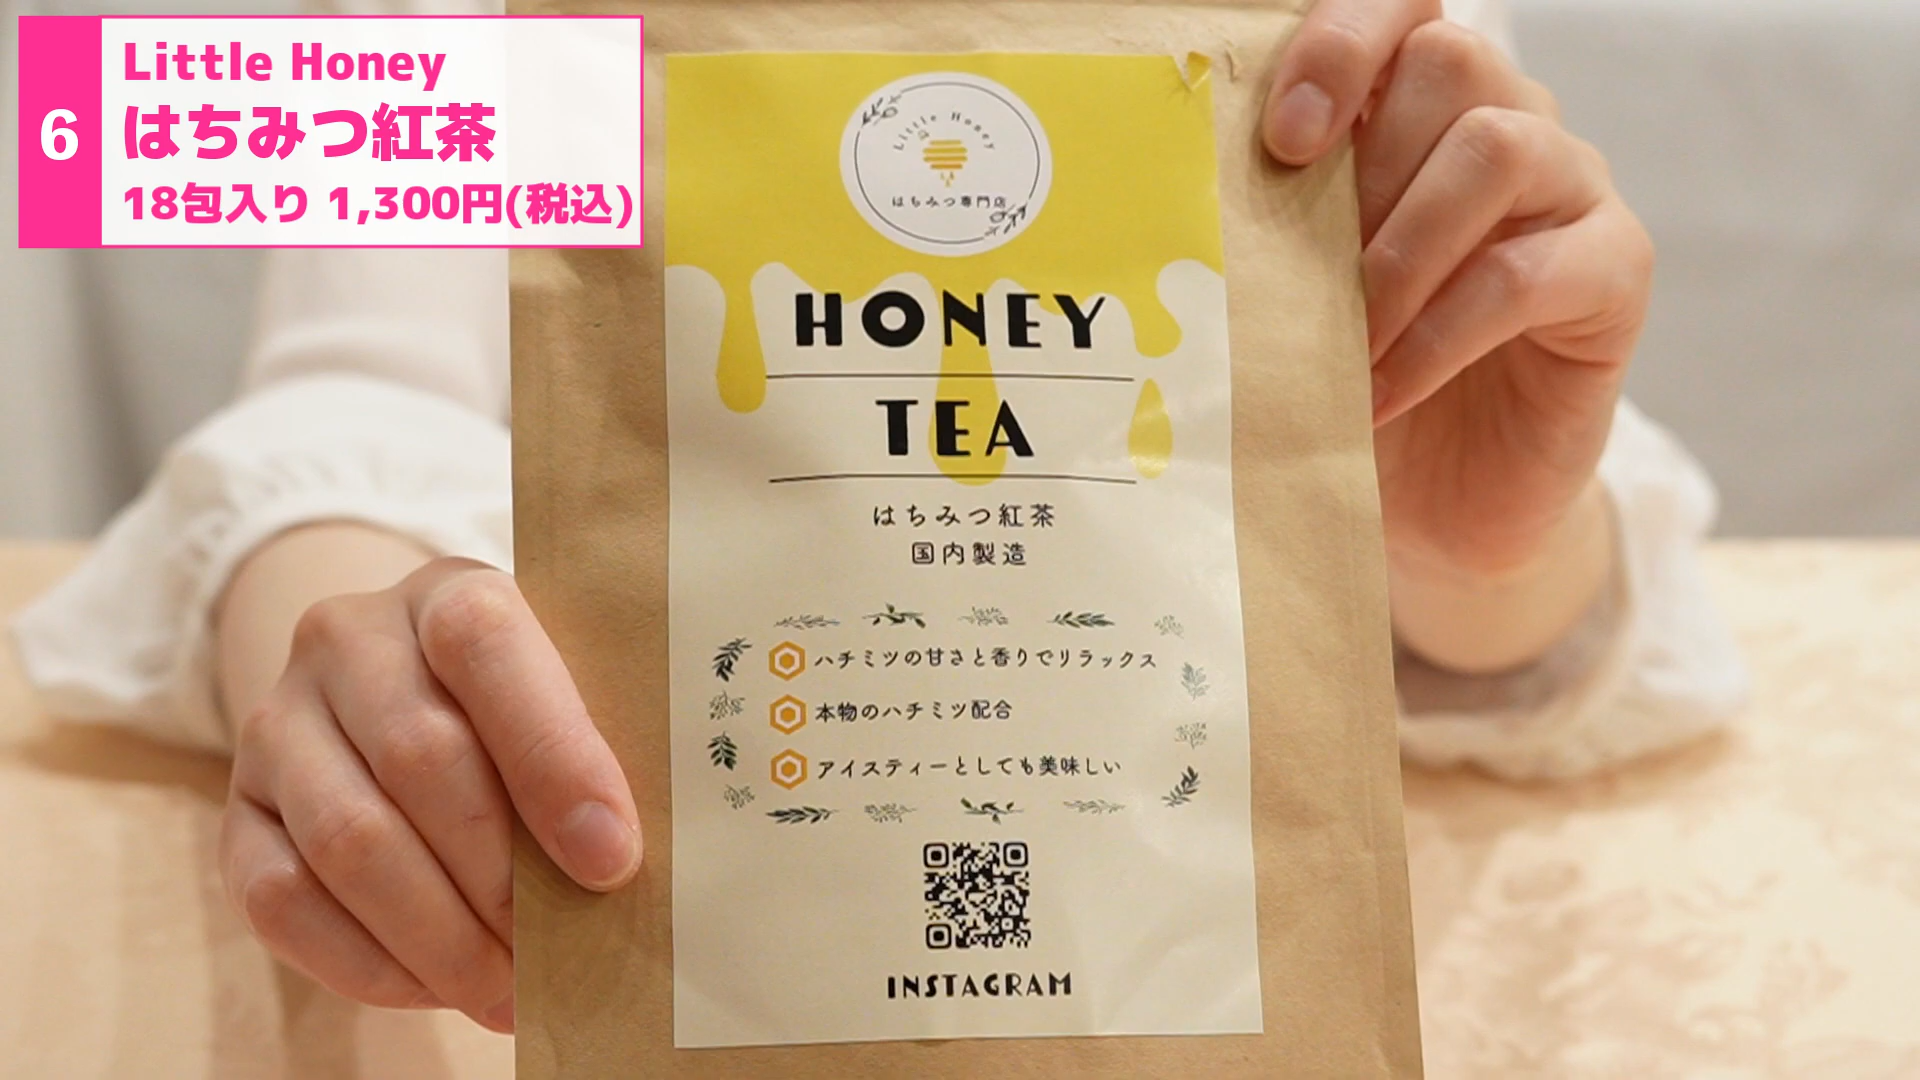 6
Little Honey
はちみつ紅茶
18包入り 1,300円(税込)
Little Honey
はちみつ専門店
HONEY
TEA
はちみつ紅茶
国内製造
ハチミツの甘さと香りでリラックス
本物のハチミツ配合
アイスティーとしても美味しい
INSTAGRAM